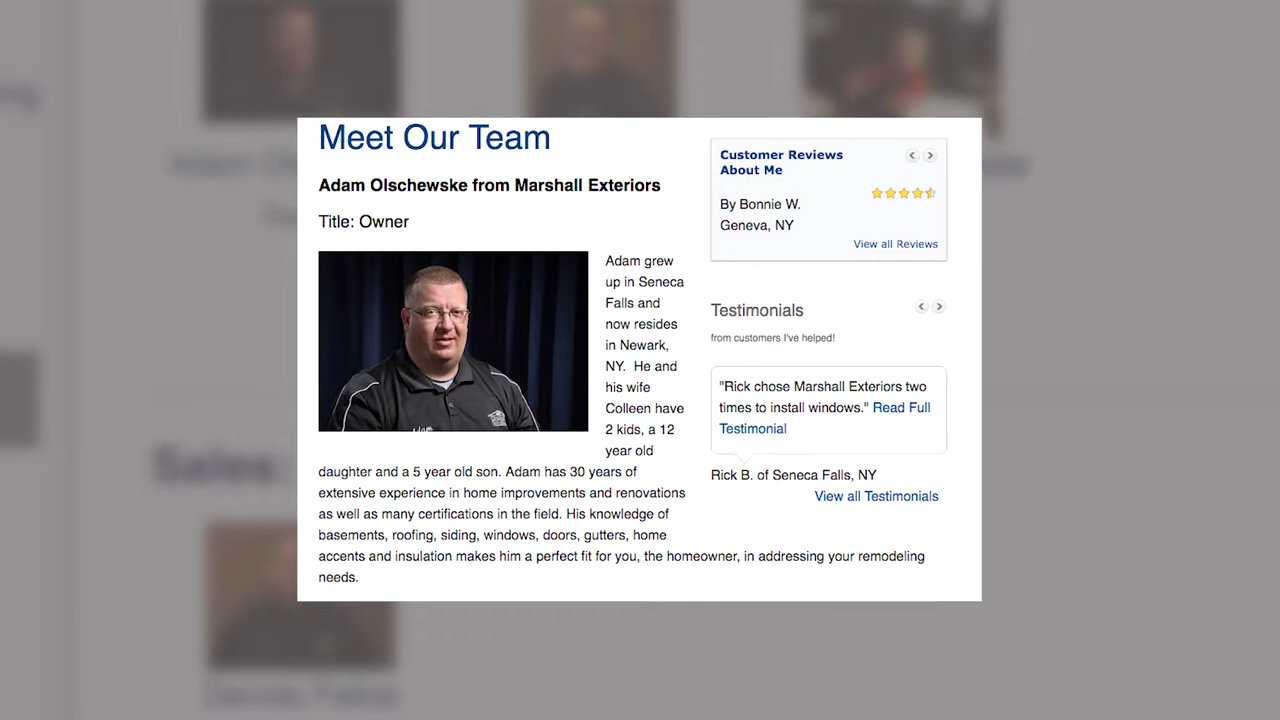 Meet Our Team
Adam Olschewske from Marshall Exteriors
Title: Owner
Adam grew
up in Seneca
Falls and
now resides
in Newark,
NY. He and
his wife
Colleen have
2 kids, a 12
year old
daughter and a 5 year old son. Adam has 30 years of
extensive experience in home improvements and renovations
as well as many certifications in the field. His knowledge of
basements, roofing, siding, windows, doors, gutters, home
accents and insulation makes him a perfect fit for you, the homeowner, in addressing your remodeling
needs.
Customer Reviews
About Me
By Bonnie W.
Geneva, NY
View all Reviews
Testimonials
from customers I've helped!
"Rick chose Marshall Exteriors two
times to install windows." Read Full
Testimonial
Rick B. of Seneca Falls, NY
View all Testimonials
Sales: